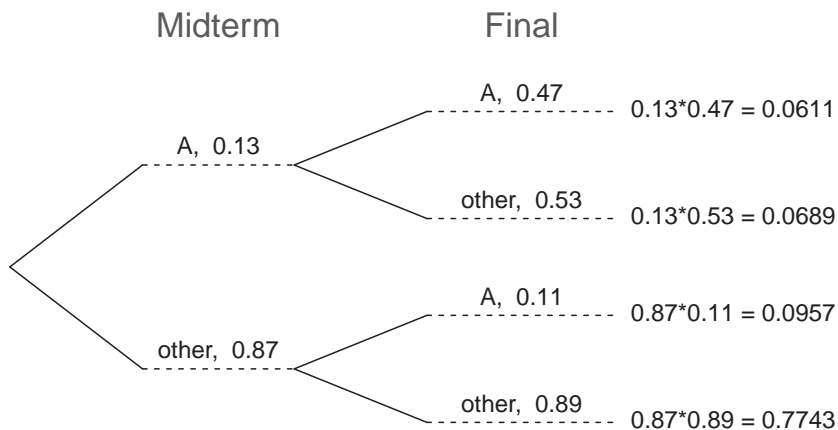 Midterm
Final
A, 0.13
other, 0.87
A, 0.47
other, 0.53
A, 0.11
other, 0.89
0.13*0.47 = 0.0611
0.13*0.53 = 0.0689
0.87*0.11 = 0.0957
0.87*0.89 = 0.7743